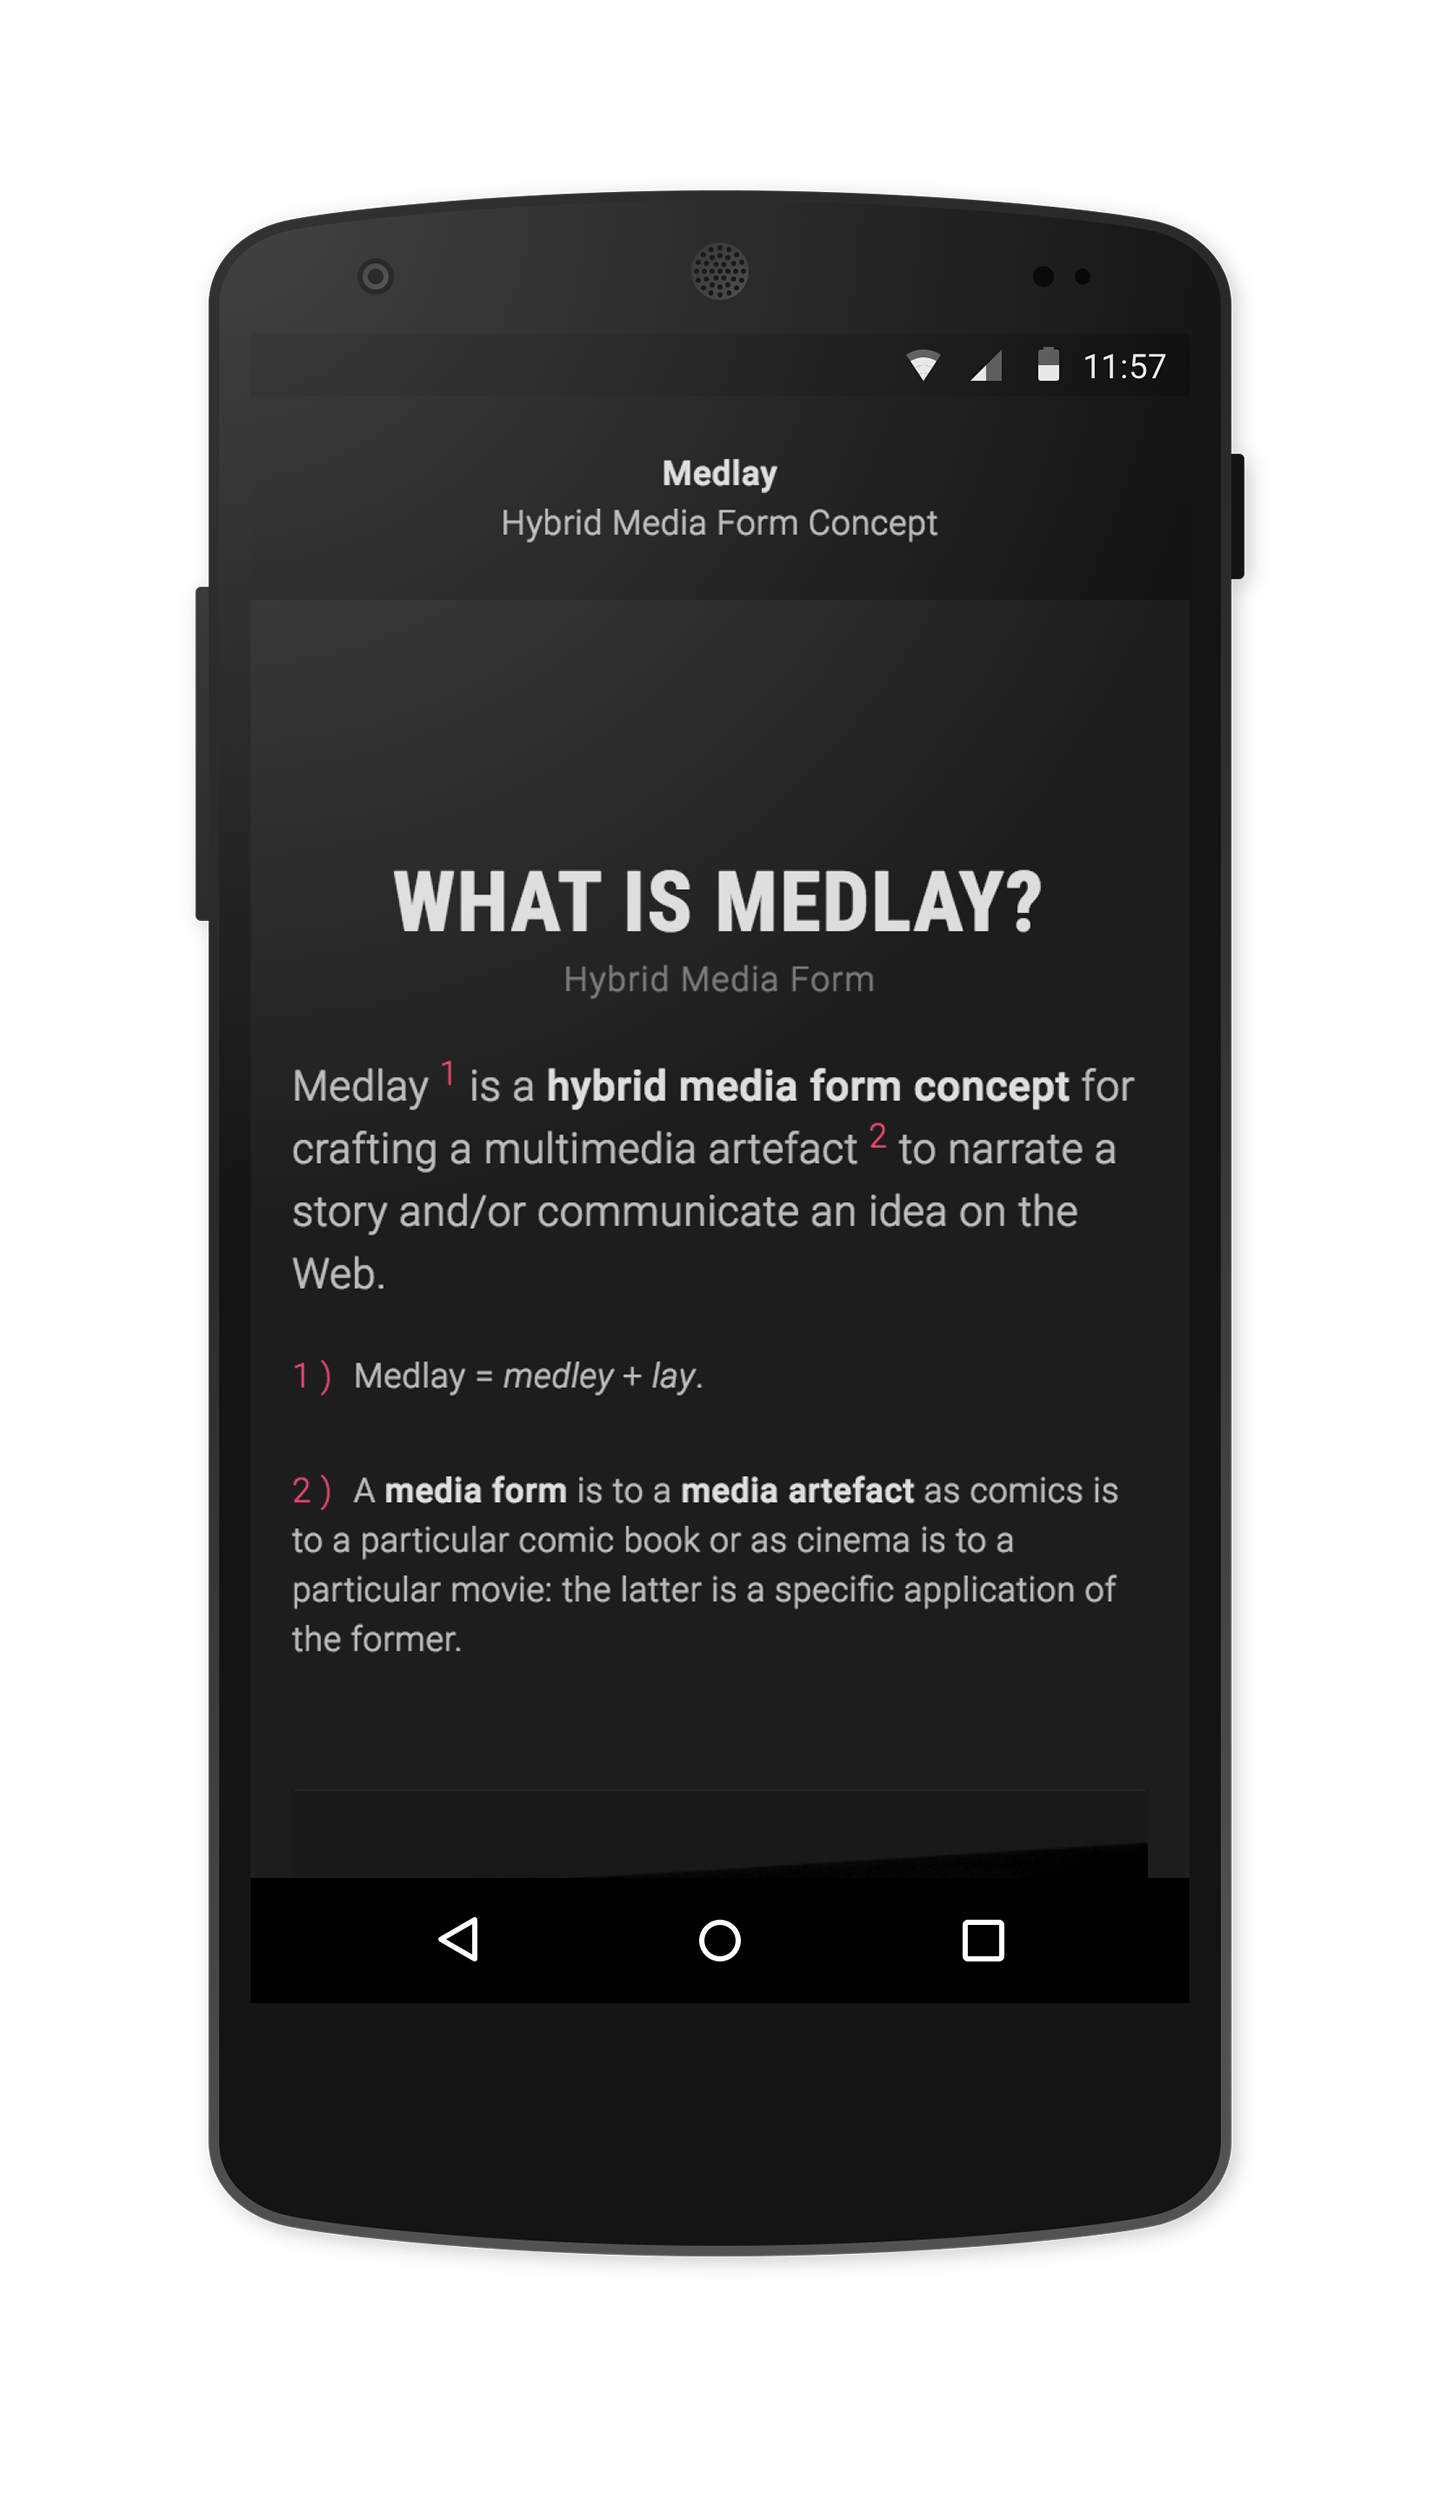 11:57
Medlay
Hybrid Media Form Concept
WHAT IS MEDLAY?
Hybrid Media Form
Medlay 1 is a hybrid media form concept for
crafting a multimedia artefact 2 to narrate a
story and/or communicate an idea on the
Web.
1 ) Medlay = medley + lay.
2 ) A media form is to a media artefact as comics is
to a particular comic book or as cinema is to a
particular movie: the latter is a specific application of
the former.